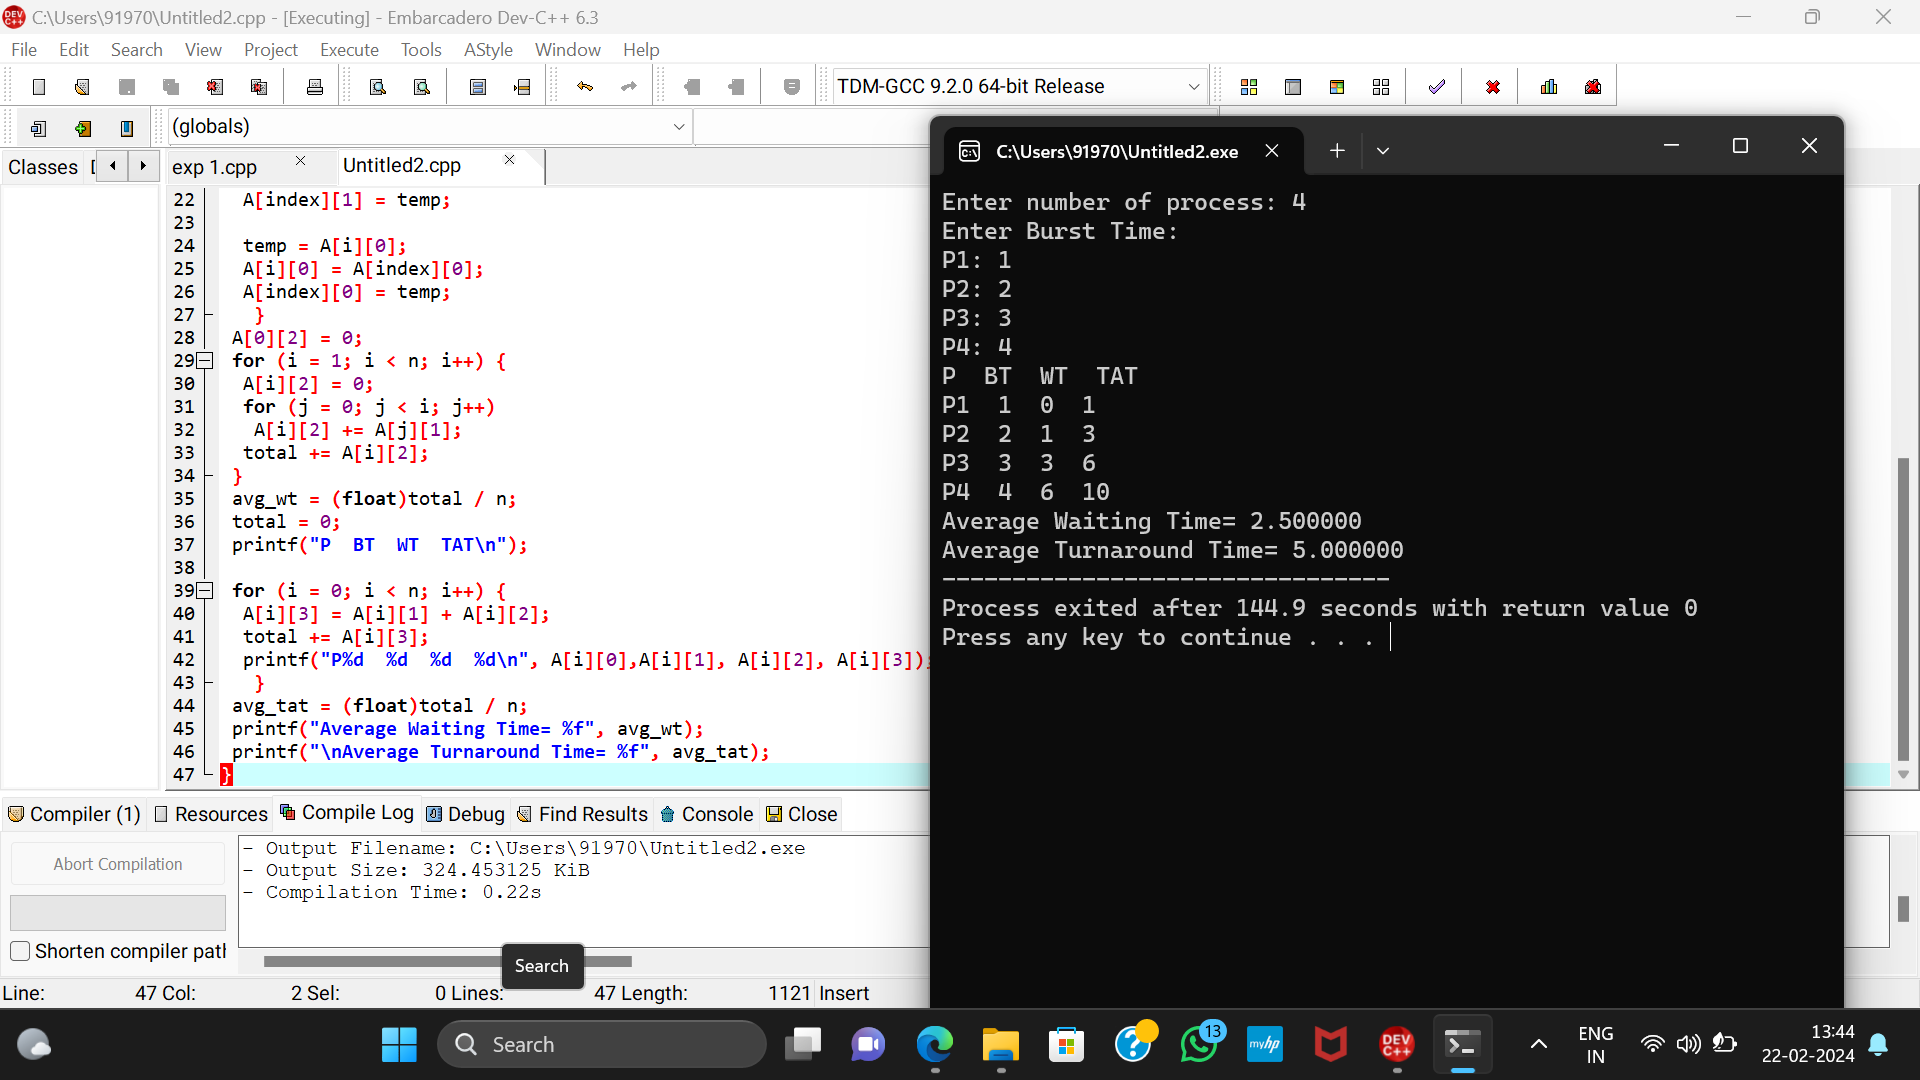 C:\Users\91970\Untitled2.cpp - [Executing] - Embarcadero Dev-C++ 6.3
File Edit Search View Project Execute Tools AStyle Window Help
TDM-GCC 9.2.0 64-bit Release
(globals)
Classes
exp 1.cpp
Untitled2.cpp
22 A[index][1] = temp;
23
24 temp = A[i][0];
25 A[i][0] = A[index][0];
26 A[index][0] = temp;
27 }
28 A[0][2] = 0;
29 for (i = 1; i < n; i++) {
30 A[i][2] = 0;
31 for (j = 0; j < i; j++)
32 A[i][2] += A[j][1];
33 total += A[i][2];
34 }
35 avg_wt = (float)total / n;
36 total = 0;
37 printf("P  BT  WT  TAT\n");
38
39 for (i = 0; i < n; i++) {
40 A[i][3] = A[i][1] + A[i][2];
41 total += A[i][3];
42 printf("P%d  %d  %d  %d\n", A[i][0],A[i][1], A[i][2], A[i][3]);
43 }
44 avg_tat = (float)total / n;
45 printf("Average Waiting Time= %f", avg_wt);
46 printf("\nAverage Turnaround Time= %f", avg_tat);
47 }
C:\Users\91970\Untitled2.exe
Enter number of process: 4
Enter Burst Time:
P1: 1
P2: 2
P3: 3
P4: 4
P  BT  WT  TAT
P1  1  0  1
P2  2  1  3
P3  3  3  6
P4  4  6  10
Average Waiting Time= 2.500000
Average Turnaround Time= 5.000000
--------------------------------
Process exited after 144.9 seconds with return value 0
Press any key to continue . . .
Compiler (1) Resources Compile Log Debug Find Results Console Close
Abort Compilation
Shorten compiler path
- Output Filename: C:\Users\91970\Untitled2.exe
- Output Size: 324.453125 KiB
- Compilation Time: 0.22s
Search
Line: 47 Col: 2 Sel: 0 Lines: 47 Length: 1121 Insert
Search
13
myhp
DEV C++
ENG
IN
13:44
22-02-2024